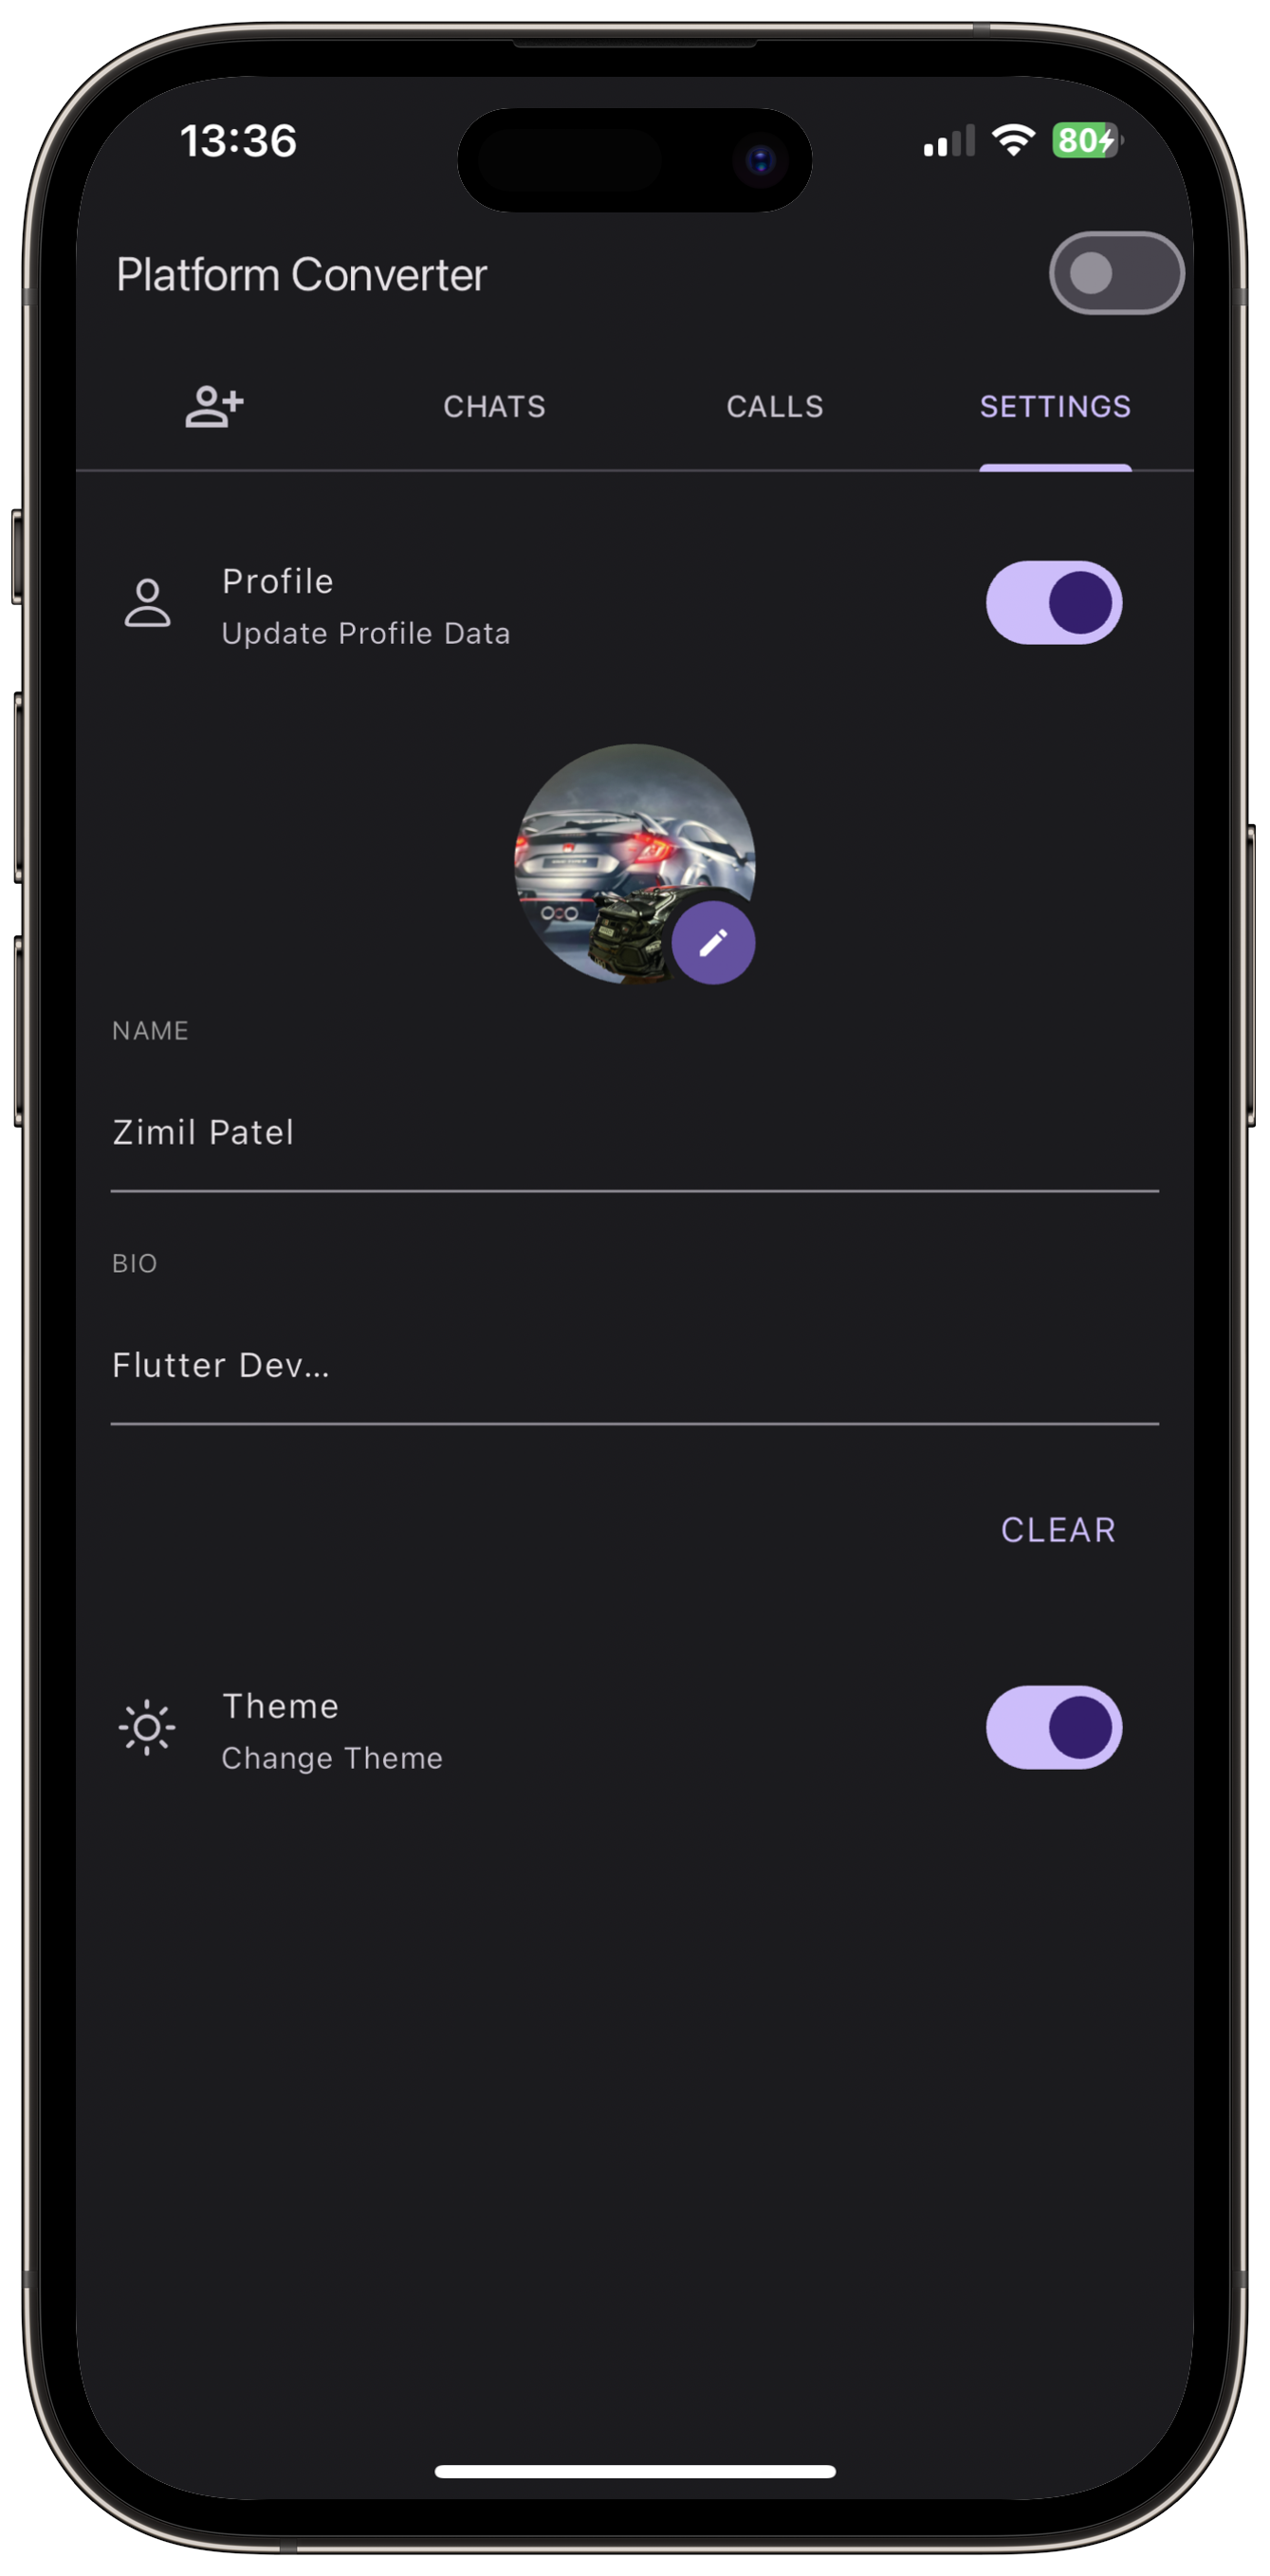 13:36
80
Platform Converter
CHATS
CALLS
SETTINGS
Profile
Update Profile Data
NAME
Zimil Patel
BIO
Flutter Dev...
CLEAR
Theme
Change Theme